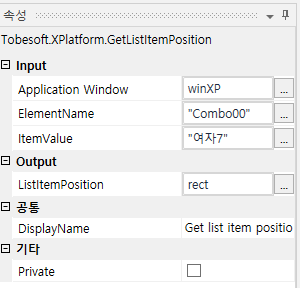 속성
Tobesoft.XPlatform.GetListItemPosition
Input
Application Window winXP ...
ElementName "Combo00" ...
ItemValue "여자7" ...
Output
ListItemPosition rect ...
공통
DisplayName Get list item positio
기타
Private